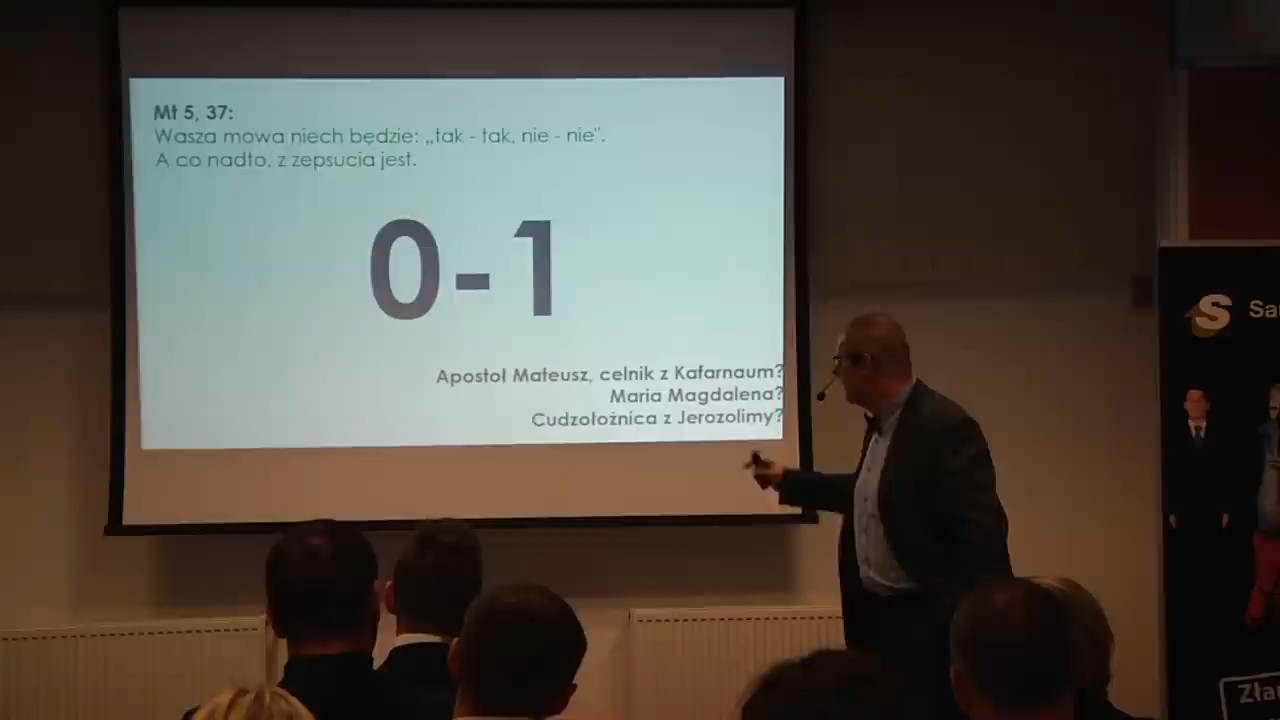 Mt 5, 37:
Wasza mowa niech będzie: „tak - tak, nie - nie”.
A co nadto, z zepsucia jest.
0-1
Apostoł Mateusz, celnik z Kafarnaum?
Maria Magdalena?
Cudzołożnica z Jerozolimy?
S